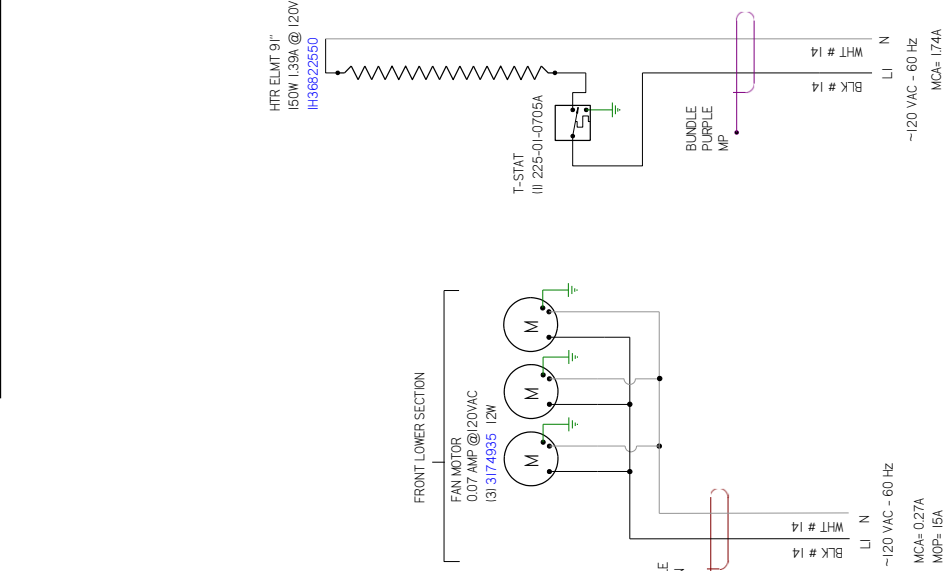 HTR ELMT 91"
150W 1.39A @ 120V
1H36822550
T-STAT
(1) 225-01-0705A
BUNDLE
PURPLE
MP
WHT # 14
BLK # 14
N
L1
~120 VAC - 60 Hz
MCA= 1.74A
FRONT LOWER SECTION
FAN MOTOR
0.07 AMP @120VAC
(3) 3174935 12W
M
M
M
WHT # 14
BLK # 14
N
L1
~120 VAC - 60 Hz
MCA= 0.27A
MOP= 15A